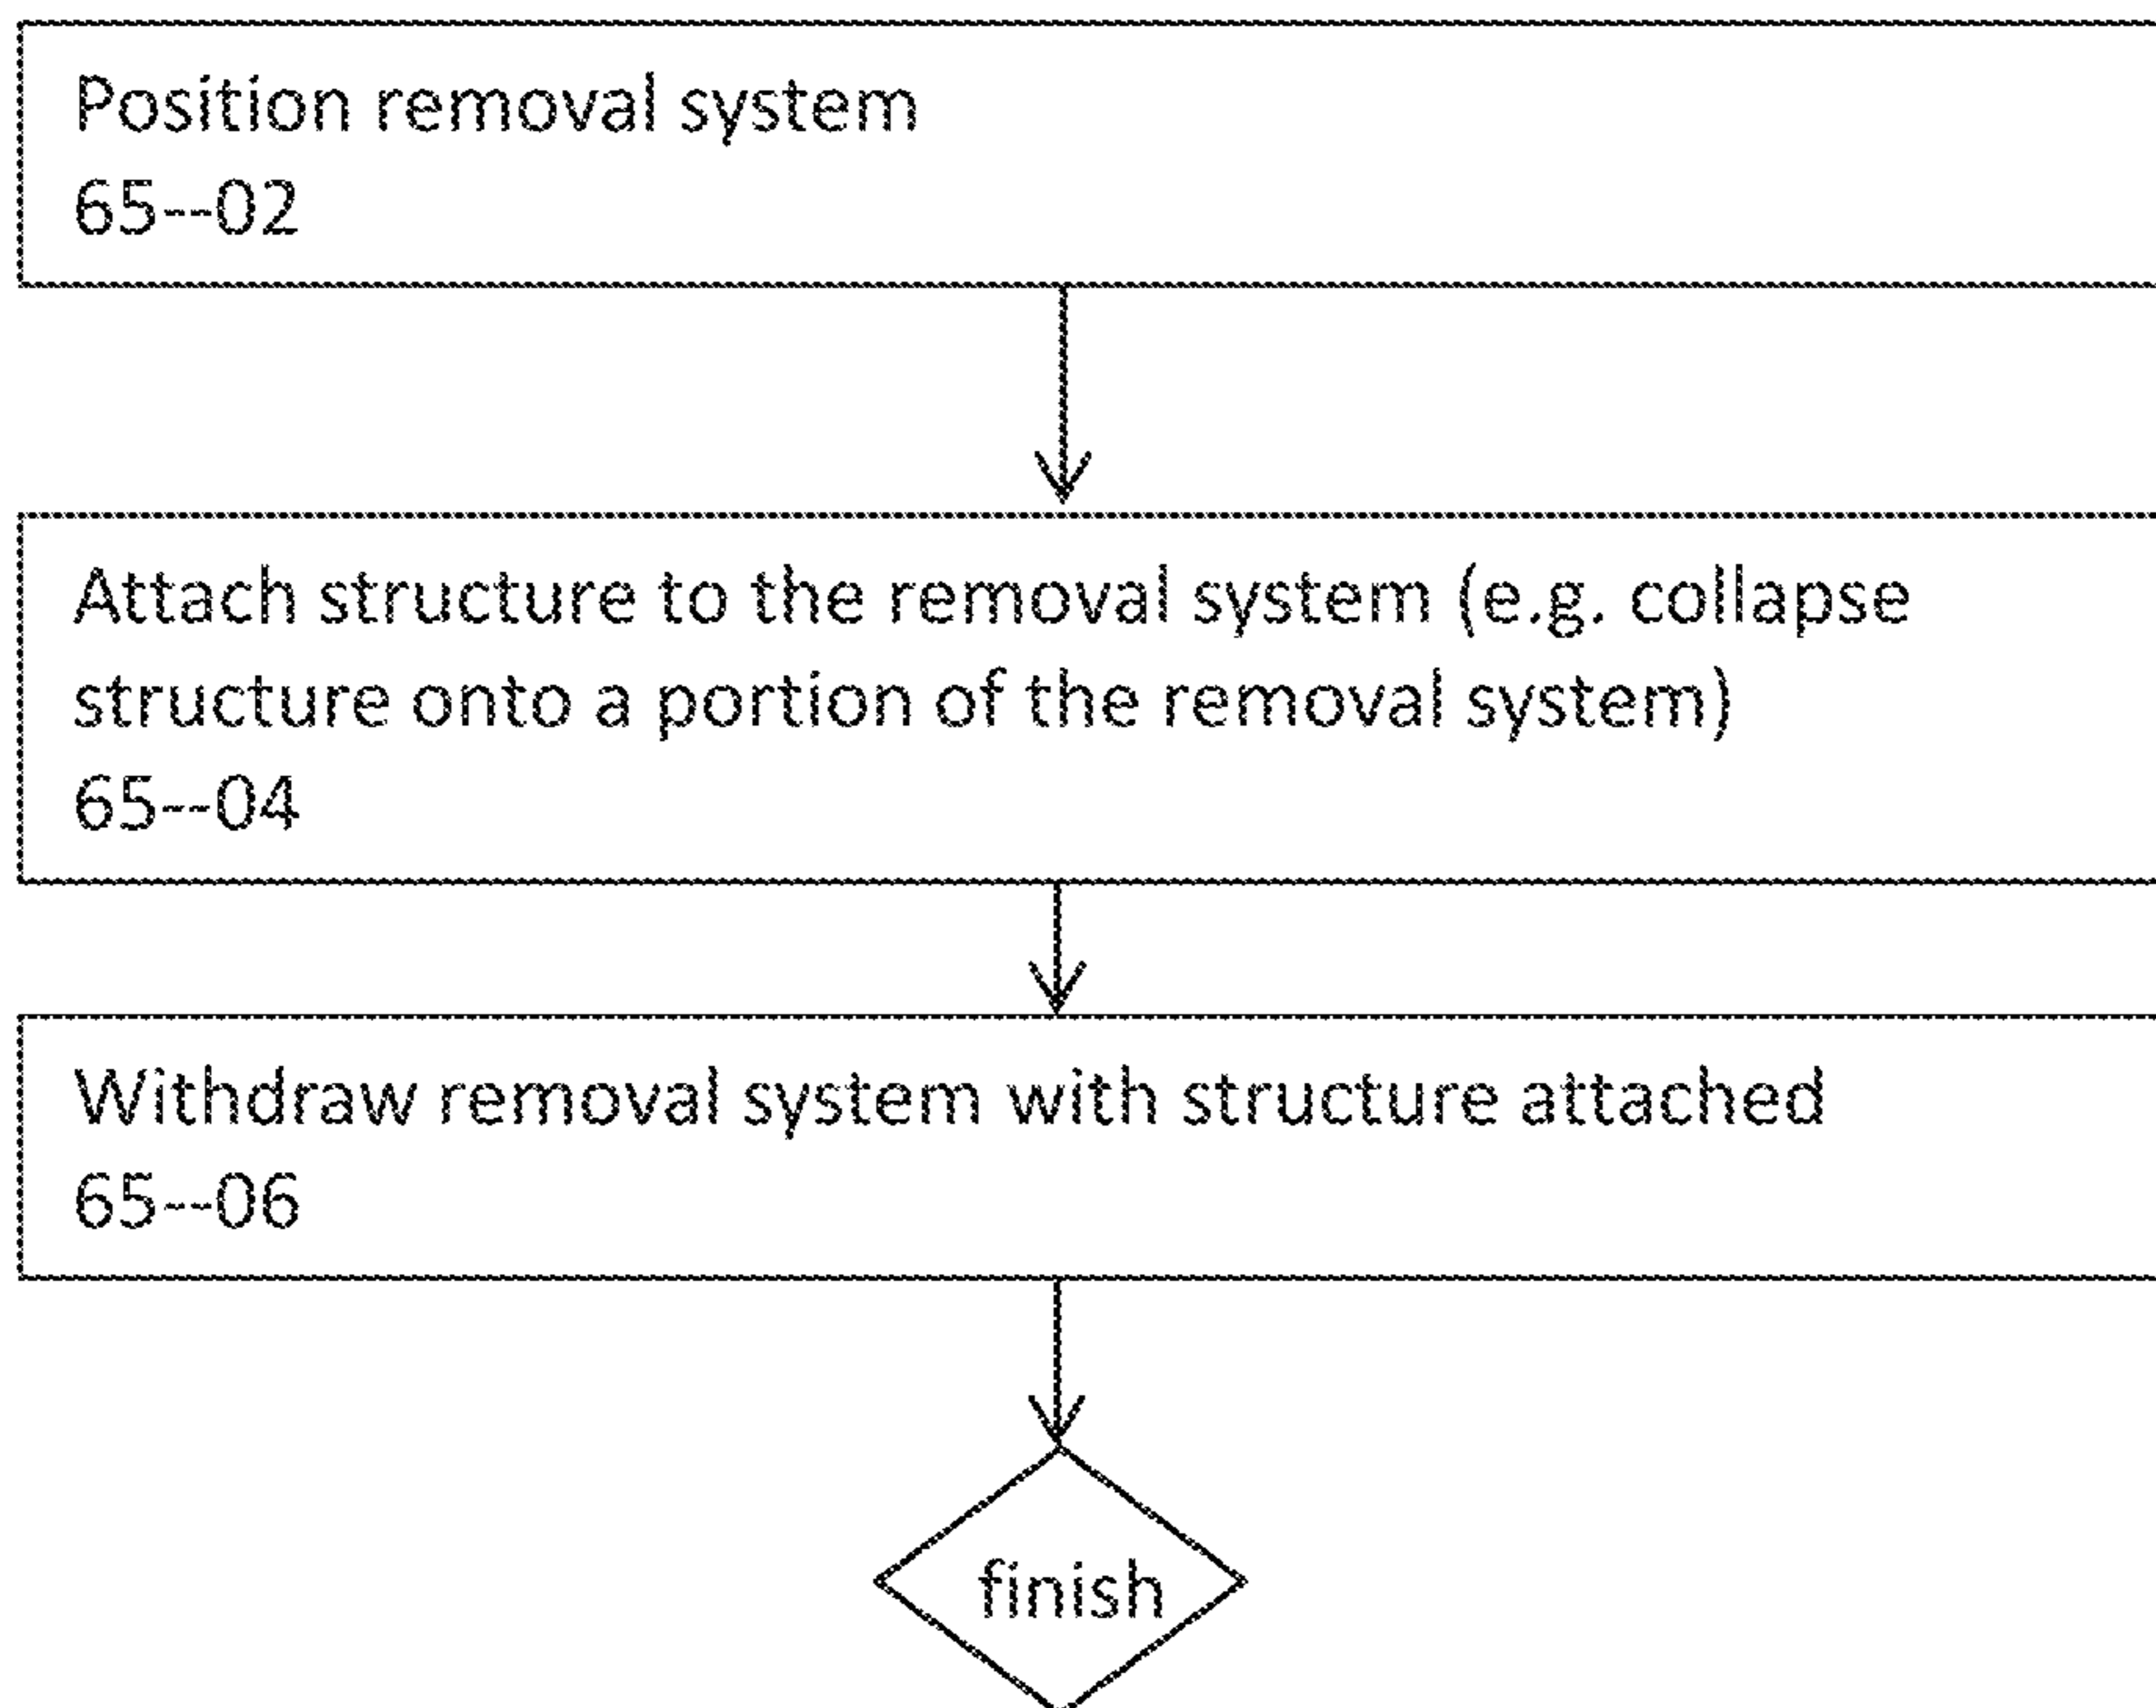 Position removal system
65--02
Attach structure to the removal system (e.g. collapse
structure onto a portion of the removal system)
65--04
Withdraw removal system with structure attached
65--06
finish